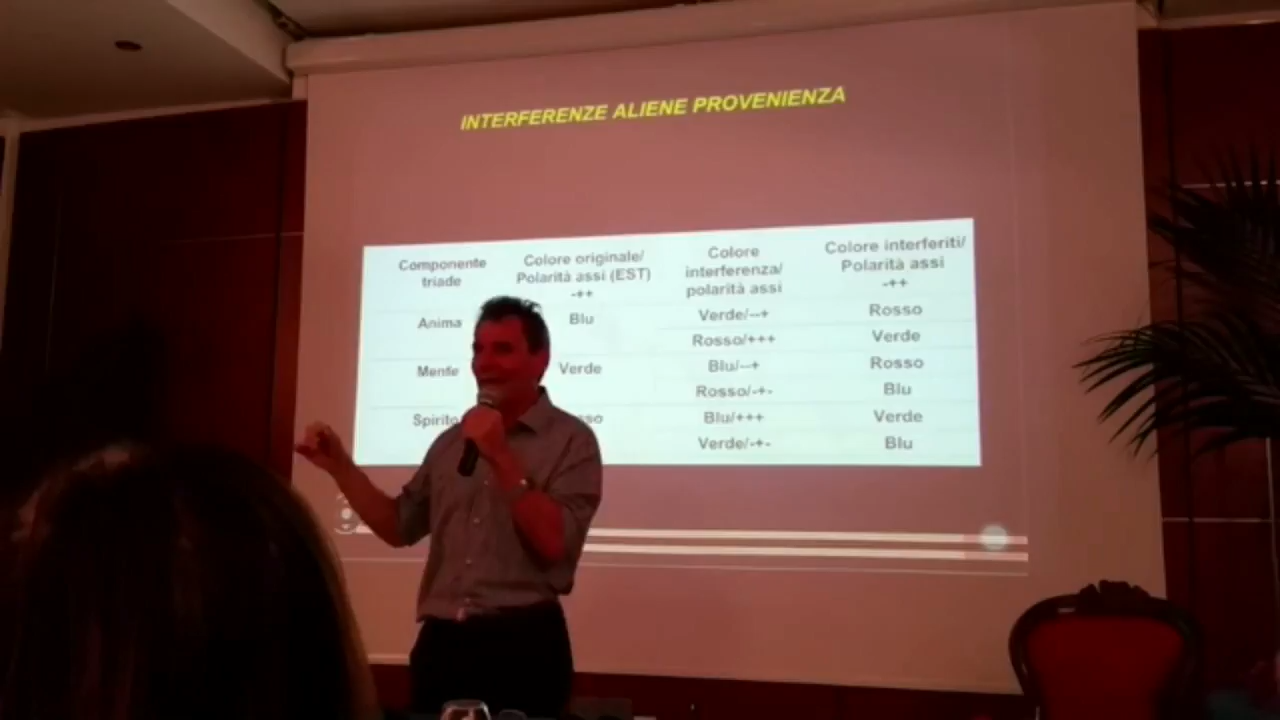 INTERFERENZE ALIENE PROVENIENZA
Componente triade
Colore originale/ Polarità assi (EST) -++
Colore interferenza/ polarità assi
Colore interferiti/ Polarità assi -++
Anima Blu Verde/--+ Rosso
Rosso/+++ Verde
Mente Verde Blu/--+ Rosso
Rosso/-+- Blu
Spirito Blu/+++ Verde
Verde/-+- Blu